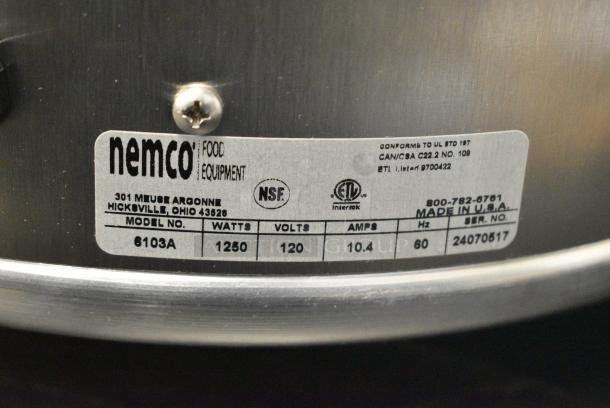 nemco FOOD EQUIPMENT
301 MEUSE ARGONNE
HICKSVILLE, OHIO 43526
NSF
ETL
Intertek
CONFORMS TO UL STD 197
CAN/CSA C22.2 NO. 109
ETL Listed 9700422
800-782-6761
MADE IN U.S.A.
MODEL NO. WATTS VOLTS AMPS Hz SER. NO.
6103A 1250 120 10.4 60 24070517